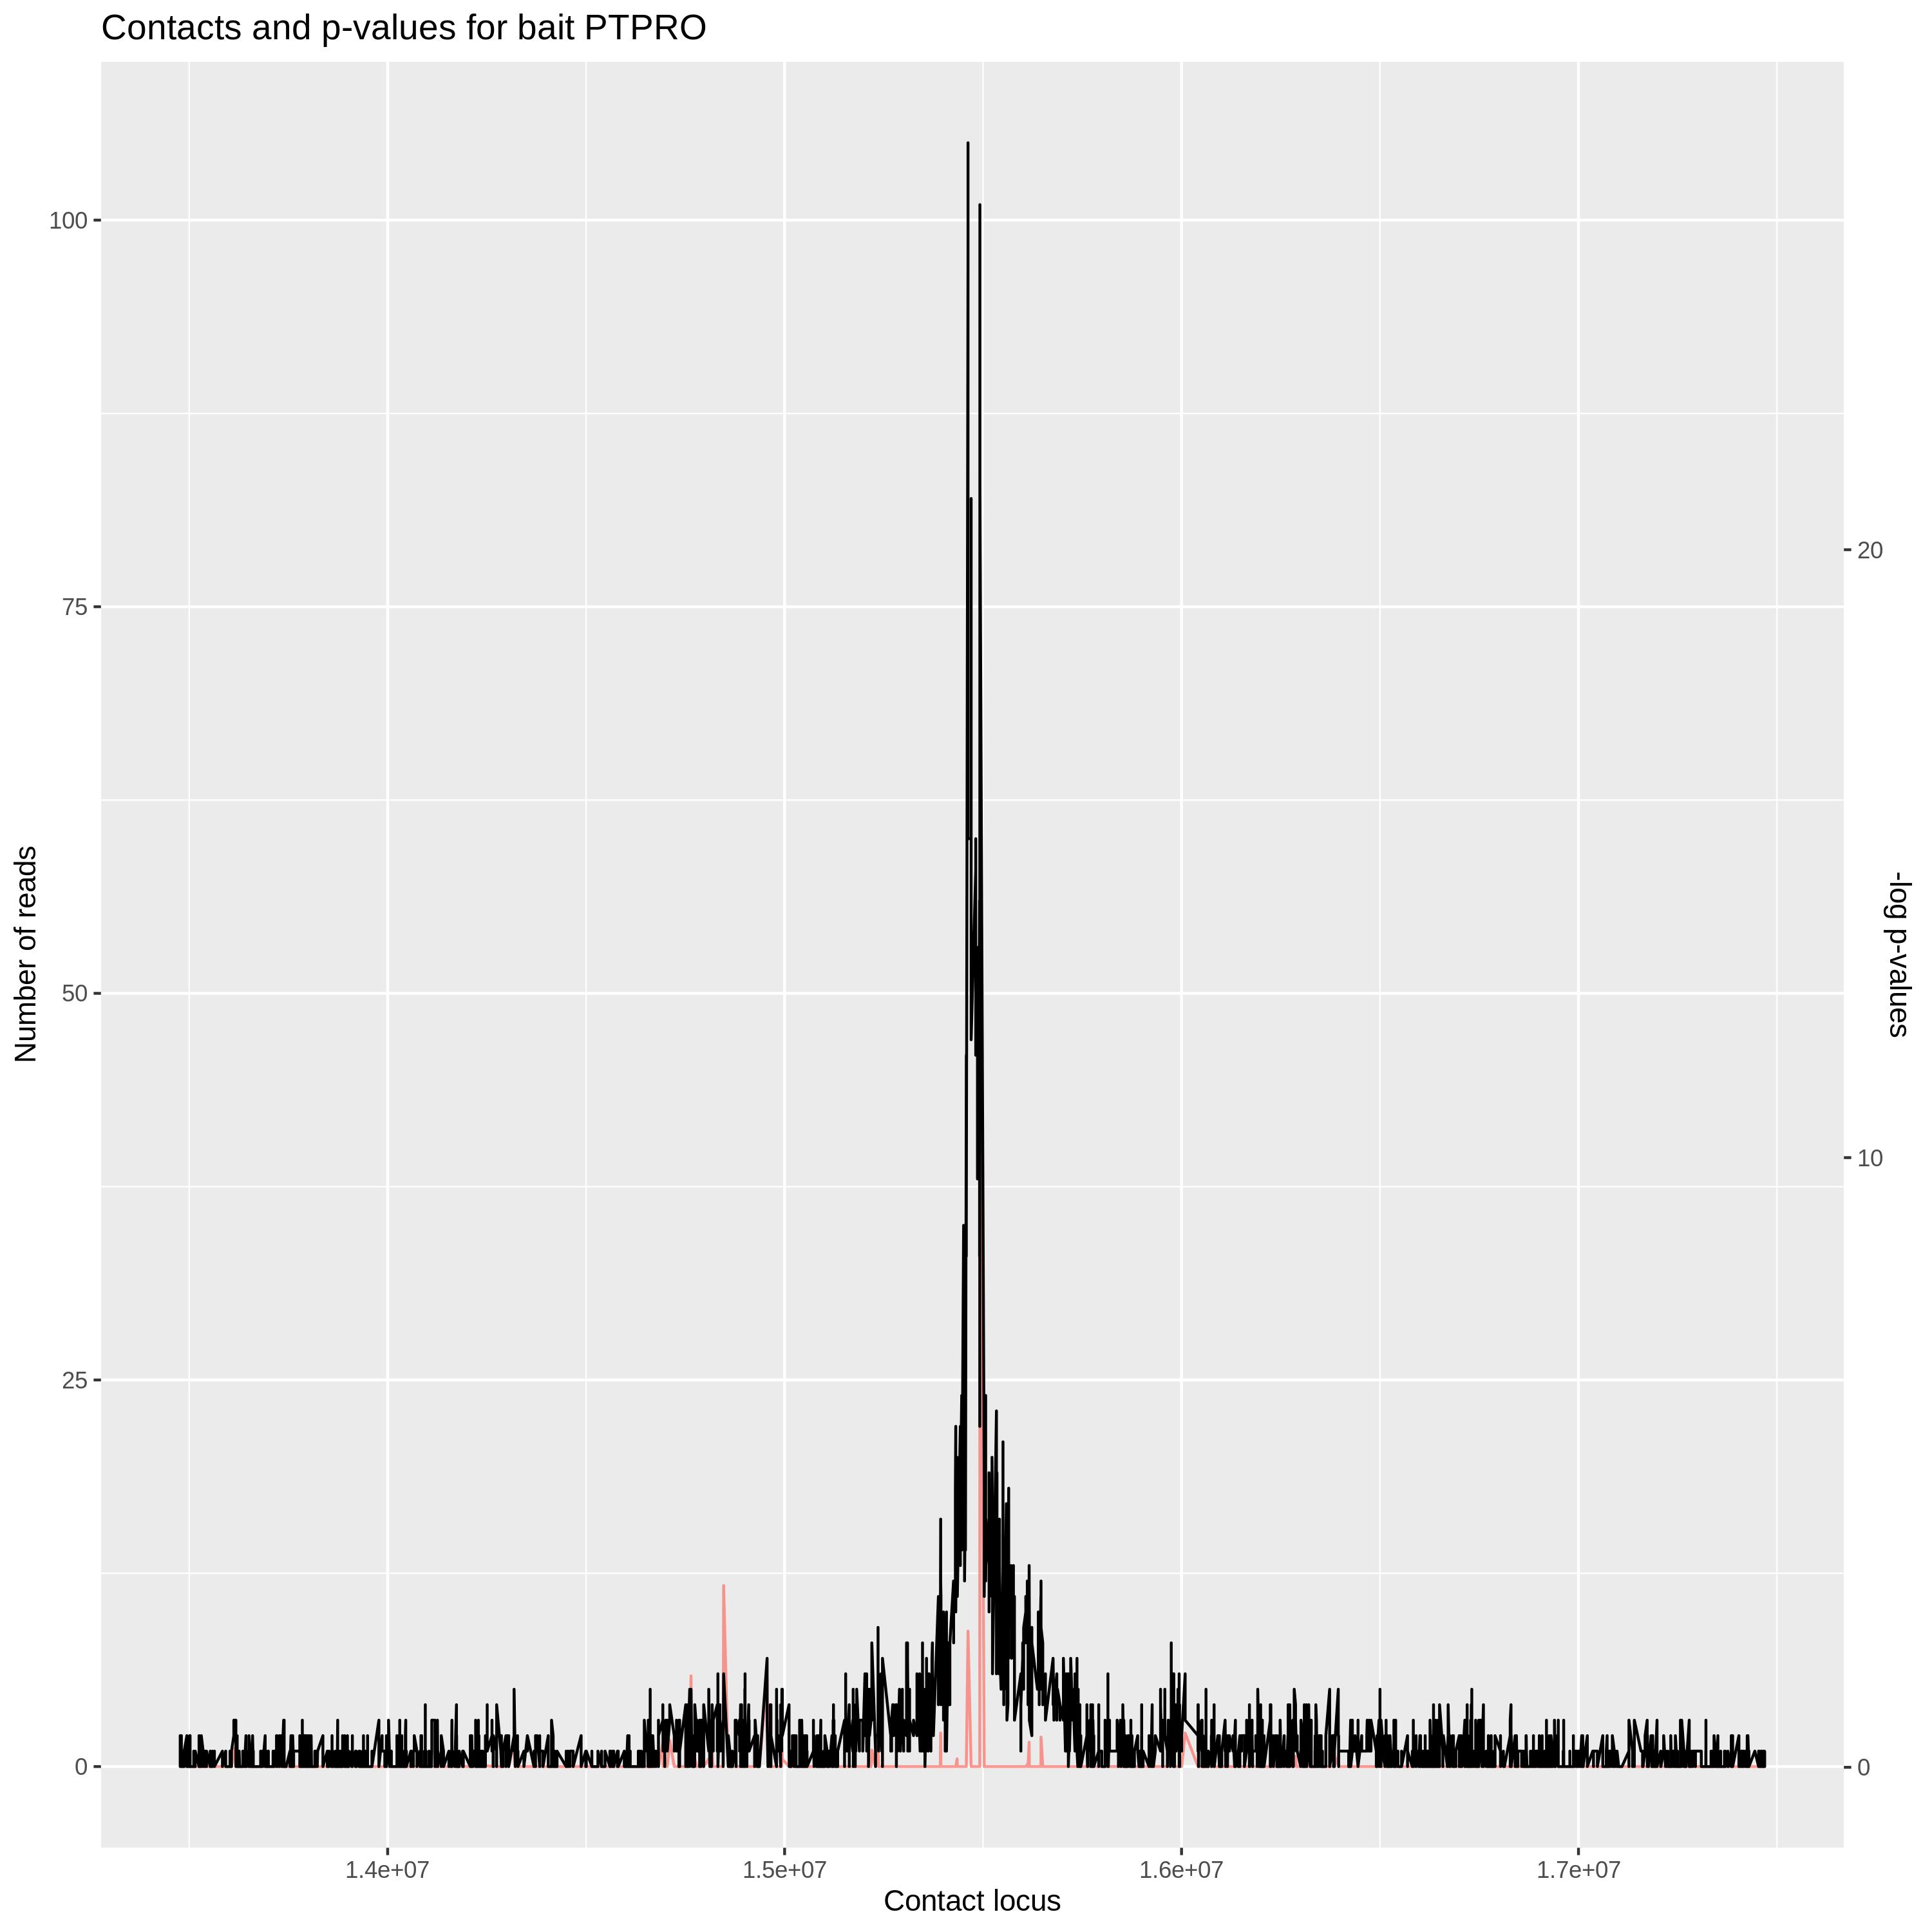 Contacts and p-values for bait PTPRO
100
75
50
25
0
Number of reads
20
10
0
-log p-values
1.4e+07
1.5e+07
1.6e+07
1.7e+07
Contact locus